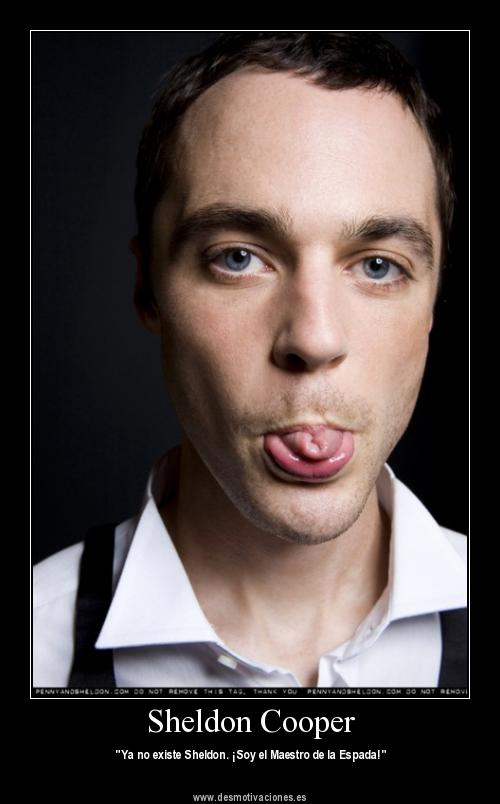 PENNYANDSHELDON.COM DO NOT REMOVE THIS TAG, THANK YOU  PENNYANDSHELDON.COM DO NOT REMOVE
Sheldon Cooper
"Ya no existe Sheldon. ¡Soy el Maestro de la Espada!"
www.desmotivaciones.es